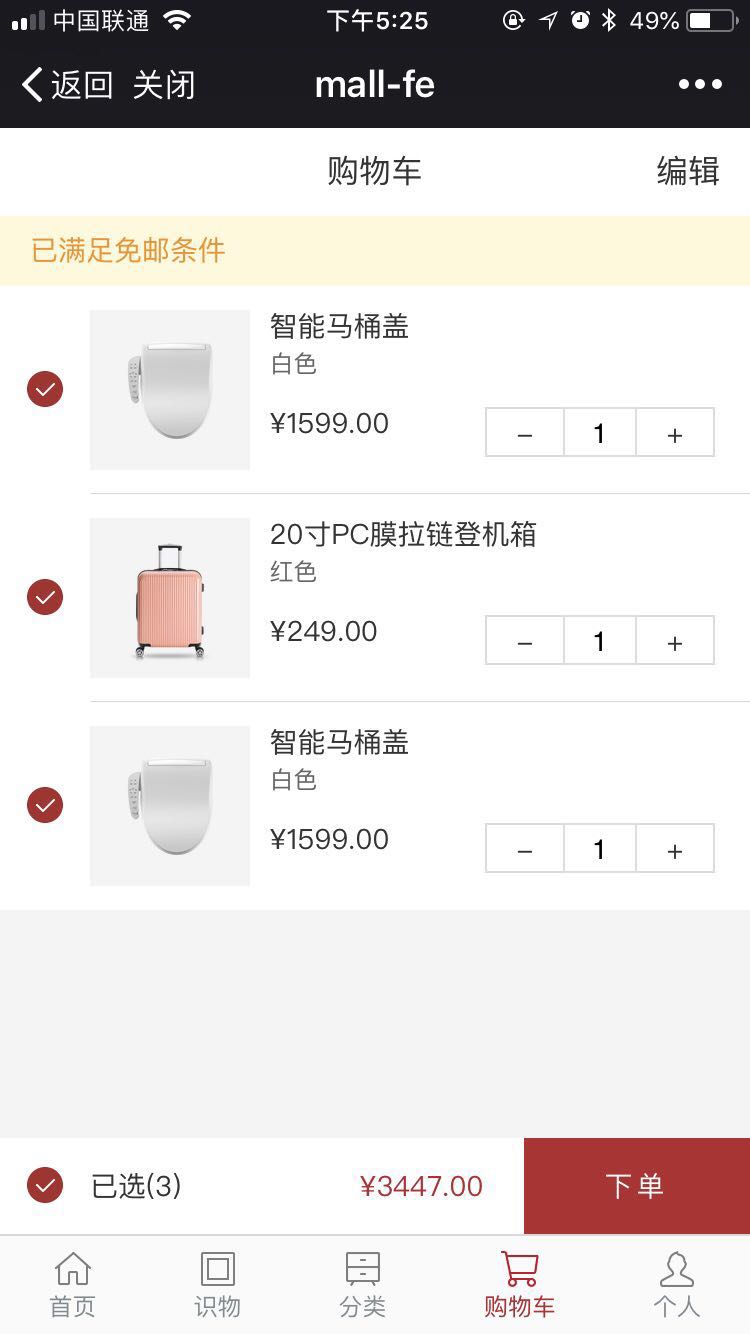 中国联通 下午5:25 49%
返回 关闭 mall-fe
购物车 编辑
已满足免邮条件
智能马桶盖
白色
¥1599.00
− 1 +
20寸PC膜拉链登机箱
红色
¥249.00
− 1 +
智能马桶盖
白色
¥1599.00
− 1 +
已选(3) ¥3447.00 下单
首页 识物 分类 购物车 个人